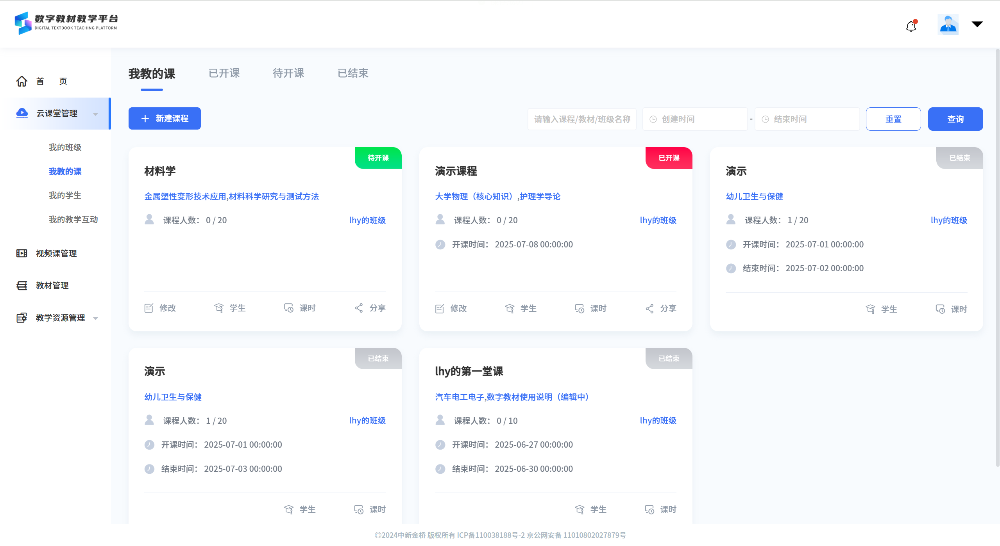 数字教材教学平台
DIGITAL TEXTBOOK TEACHING PLATFORM
首 页
云课堂管理
我的班级
我教的课
我的学生
我的教学互动
视频课管理
教材管理
教学资源管理
我教的课 已开课 待开课 已结束
新建课程
请输入课程/教材/班级名称 创建时间 - 结束时间 重置 查询
待开课
材料学
金属塑性变形技术应用,材料科学研究与测试方法
课程人数： 0 / 20 lhy的班级
修改 学生 课时 分享
已开课
演示课程
大学物理（核心知识）,护理学导论
课程人数： 0 / 20 lhy的班级
开课时间： 2025-07-08 00:00:00
修改 学生 课时 分享
已结束
演示
幼儿卫生与保健
课程人数： 1 / 20 lhy的班级
开课时间： 2025-07-01 00:00:00
结束时间： 2025-07-02 00:00:00
学生 课时
已结束
演示
幼儿卫生与保健
课程人数： 1 / 20 lhy的班级
开课时间： 2025-07-01 00:00:00
结束时间： 2025-07-03 00:00:00
学生 课时
已结束
lhy的第一堂课
汽车电工电子,数字教材使用说明（编辑中）
课程人数： 0 / 10 lhy的班级
开课时间： 2025-06-27 00:00:00
结束时间： 2025-06-30 00:00:00
学生 课时
◎2024中新金桥 版权所有 ICP备110038188号-2 京公网安备 11010802027879号